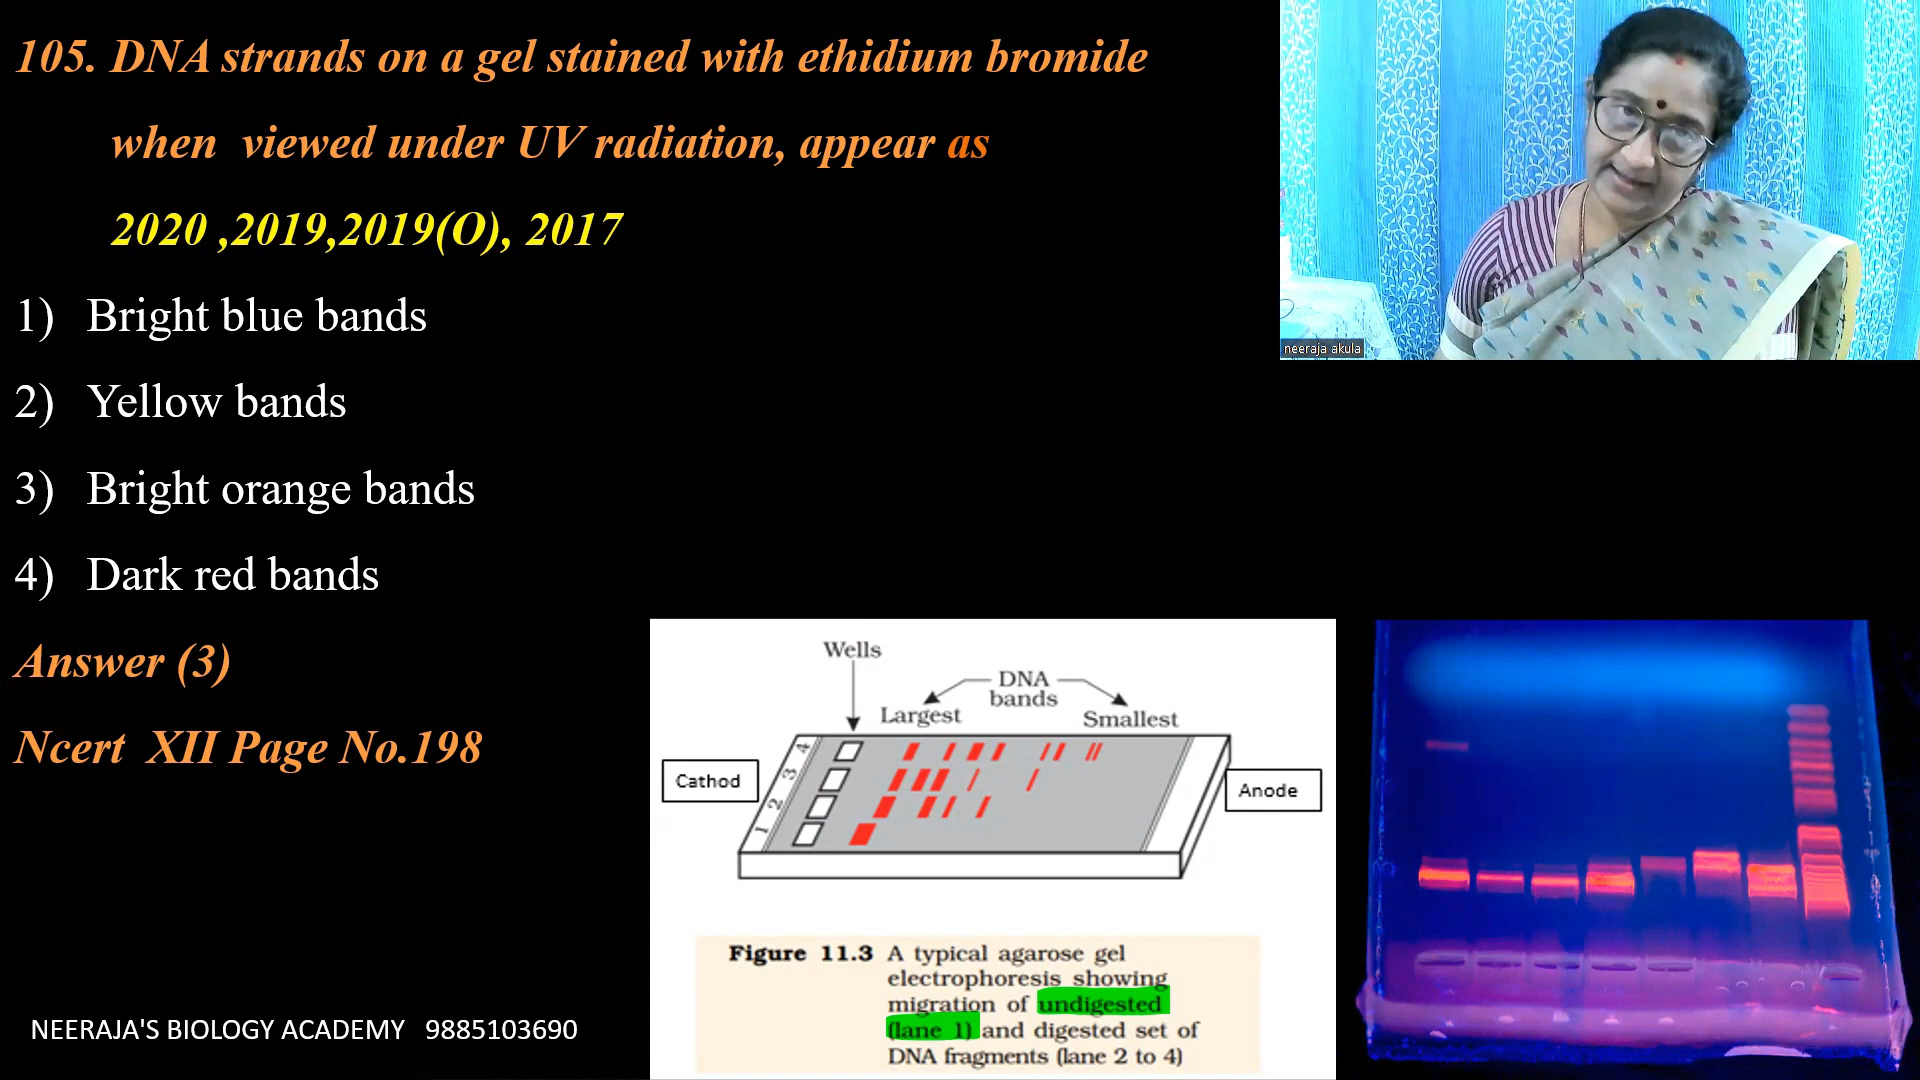 105. DNA strands on a gel stained with ethidium bromide
when viewed under UV radiation, appear as
2020 ,2019,2019(O), 2017
1) Bright blue bands
2) Yellow bands
3) Bright orange bands
4) Dark red bands
Answer (3)
Ncert XII Page No.198
NEERAJA'S BIOLOGY ACADEMY 9885103690
neeraja akula
Wells
DNA
bands
Largest
Smallest
Cathod
4
3
2
1
Anode
Figure 11.3 A typical agarose gel
electrophoresis showing
migration of undigested
(lane 1) and digested set of
DNA fragments (lane 2 to 4)